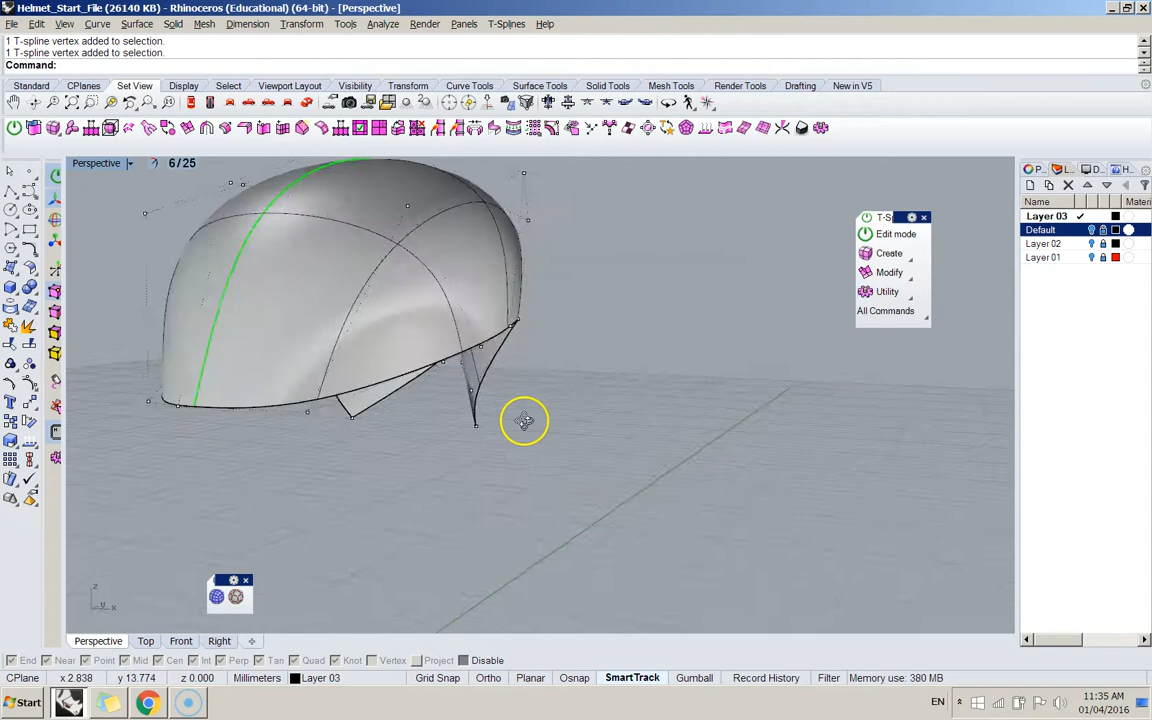 Helmet_Start_File (26140 KB) - Rhinoceros (Educational) (64-bit) - [Perspective]
File Edit View Curve Surface Solid Mesh Dimension Transform Tools Analyze Render Panels T-Splines Help
1 T-spline vertex added to selection.
1 T-spline vertex added to selection.
Command:
Standard CPlanes Set View Display Select Viewport Layout Visibility Transform Curve Tools Surface Tools Solid Tools Mesh Tools Render Tools Drafting New in V5
Perspective 6/25
Name Materi
Layer 03
Default
Layer 02
Layer 01
Edit mode
Create
Modify
Utility
All Commands
z
x
Perspective Top Front Right
End Near Point Mid Cen Int Perp Tan Quad Knot Vertex Project Disable
CPlane x 2.838 y 13.774 z 0.000 Millimeters Layer 03 Grid Snap Ortho Planar Osnap SmartTrack Gumball Record History Filter Memory use: 380 MB
Start EN 11:35 AM
01/04/2016